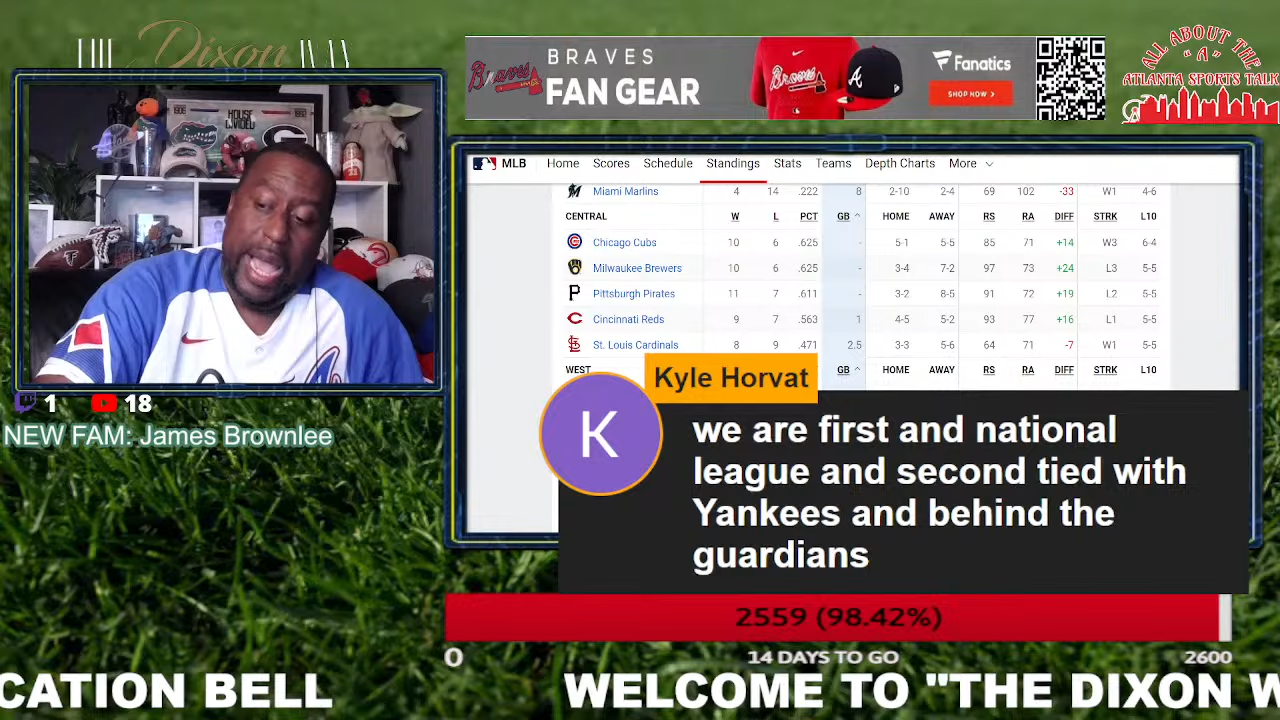 Dixon
BRAVES
Braves
FAN GEAR
Braves
A
Fanatics
SHOP NOW >
ALL ABOUT THE
"A"
ATLANTA SPORTS TALK
HOUSE
DIVIDED
G
MLB Home Scores Schedule Standings Stats Teams Depth Charts More
Miami Marlins 4 14 .222 8 2-10 2-4 69 102 -33 W1 4-6
CENTRAL W L PCT GB HOME AWAY RS RA DIFF STRK L10
Chicago Cubs 10 6 .625 - 5-1 5-5 85 71 +14 W3 6-4
Milwaukee Brewers 10 6 .625 - 3-4 7-2 97 73 +24 L3 5-5
Pittsburgh Pirates 11 7 .611 - 3-2 8-5 91 72 +19 L2 5-5
Cincinnati Reds 9 7 .563 1 4-5 5-2 93 77 +16 L1 5-5
St. Louis Cardinals 8 9 .471 2.5 3-3 5-6 64 71 -7 W1 5-5
WEST GB HOME AWAY RS RA DIFF STRK L10
Kyle Horvat
K
we are first and national
league and second tied with
Yankees and behind the
guardians
1 18
NEW FAM: James Brownlee
2559 (98.42%)
0 14 DAYS TO GO 2600
CATION BELL WELCOME TO "THE DIXON W